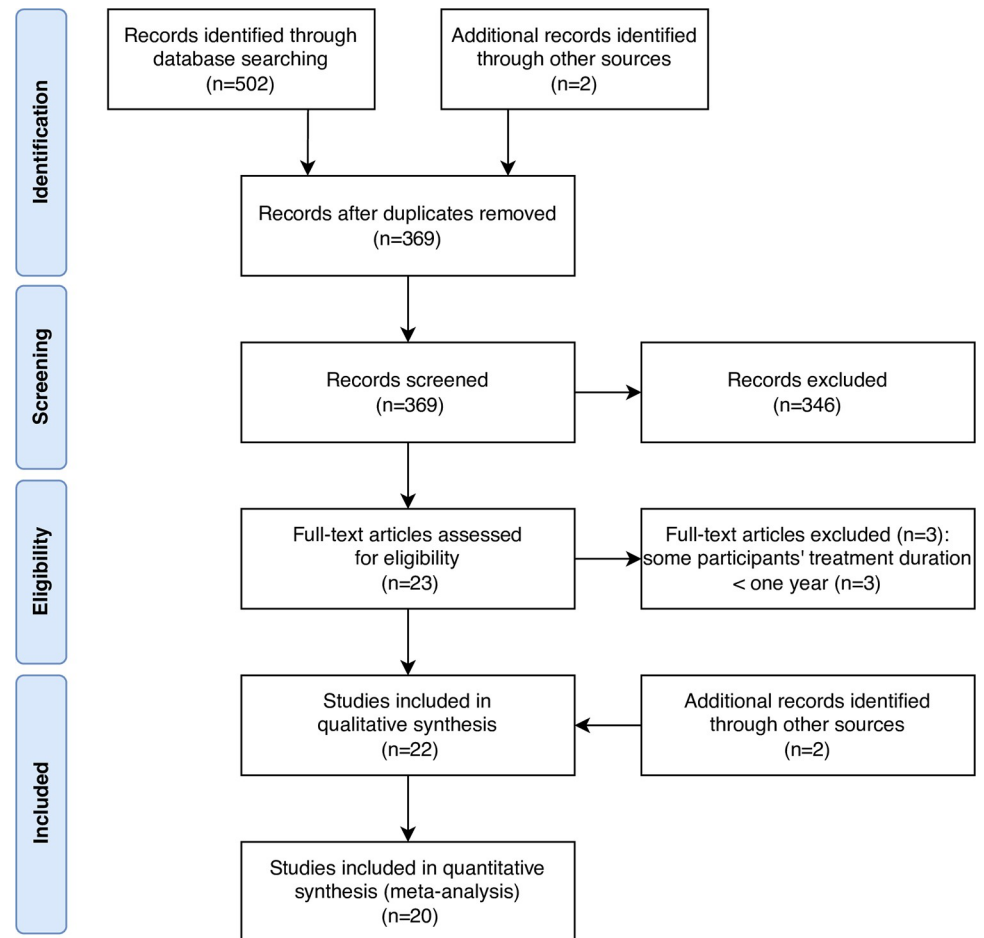 Identification
Records identified through
database searching
(n=502)
Additional records identified
through other sources
(n=2)
Records after duplicates removed
(n=369)
Screening
Records screened
(n=369)
Records excluded
(n=346)
Eligibility
Full-text articles assessed
for eligibility
(n=23)
Full-text articles excluded (n=3):
some participants' treatment duration
< one year (n=3)
Included
Studies included in
qualitative synthesis
(n=22)
Additional records identified
through other sources
(n=2)
Studies included in quantitative
synthesis (meta-analysis)
(n=20)